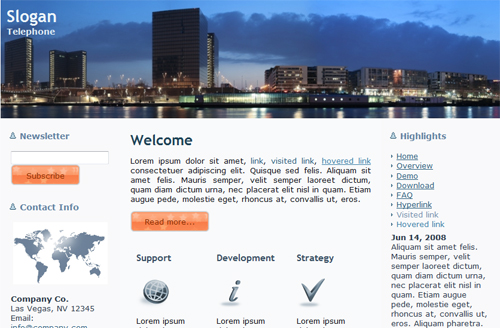 Slogan
Telephone
Newsletter
Subscribe
Contact Info
Company Co.
Las Vegas, NV 12345
Email:
info@company.com
Welcome
Lorem ipsum dolor sit amet, link, visited link, hovered link
consectetuer adipiscing elit. Quisque sed felis. Aliquam sit
amet felis. Mauris semper, velit semper laoreet dictum,
quam diam dictum urna, nec placerat elit nisl in quam. Etiam
augue pede, molestie eget, rhoncus at, convallis ut, eros.
Read more...
Support
Development
Strategy
Lorem ipsum
Lorem ipsum
Lorem ipsum
Highlights
Home
Overview
Demo
Download
FAQ
Hyperlink
Visited link
Hovered link
Jun 14, 2008
Aliquam sit amet felis.
Mauris semper, velit
semper laoreet dictum,
quam diam dictum urna,
nec placerat elit nisl in
quam. Etiam augue
pede, molestie eget,
rhoncus at, convallis ut,
eros. Aliquam pharetra.